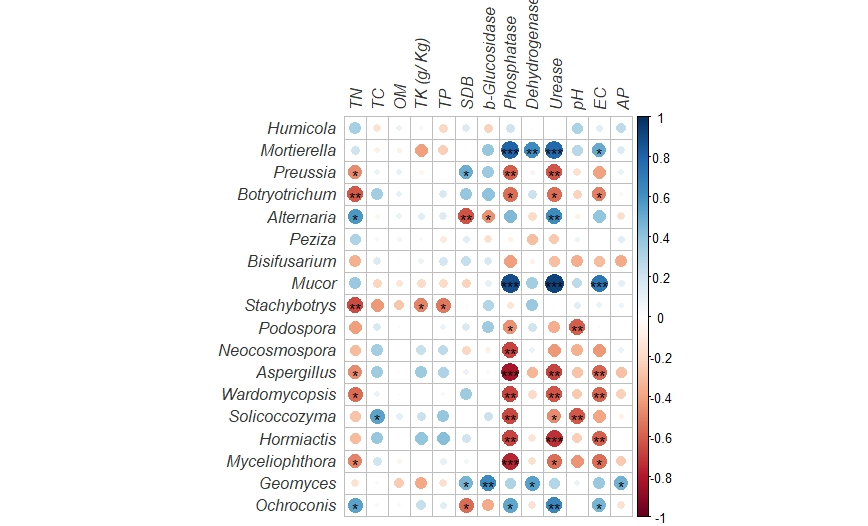 TN TC OM TK (g/ Kg) TP SDB b-Glucosidase Phosphatase Dehydrogenase Urease pH EC AP
Humicola
Mortierella *** ** *** *
Preussia * * ** **
Botryotrichum ** * * *
Alternaria * ** * **
Peziza
Bisifusarium
Mucor *** *** ***
Stachybotrys ** * *
Podospora * **
Neocosmospora **
Aspergillus * *** ** **
Wardomycopsis * ** ** **
Solicoccozyma * ** * **
Hormiactis ** *** **
Myceliophthora * *** * *
Geomyces * ** * *
Ochroconis * * * ** *
1
0.8
0.6
0.4
0.2
0
-0.2
-0.4
-0.6
-0.8
-1